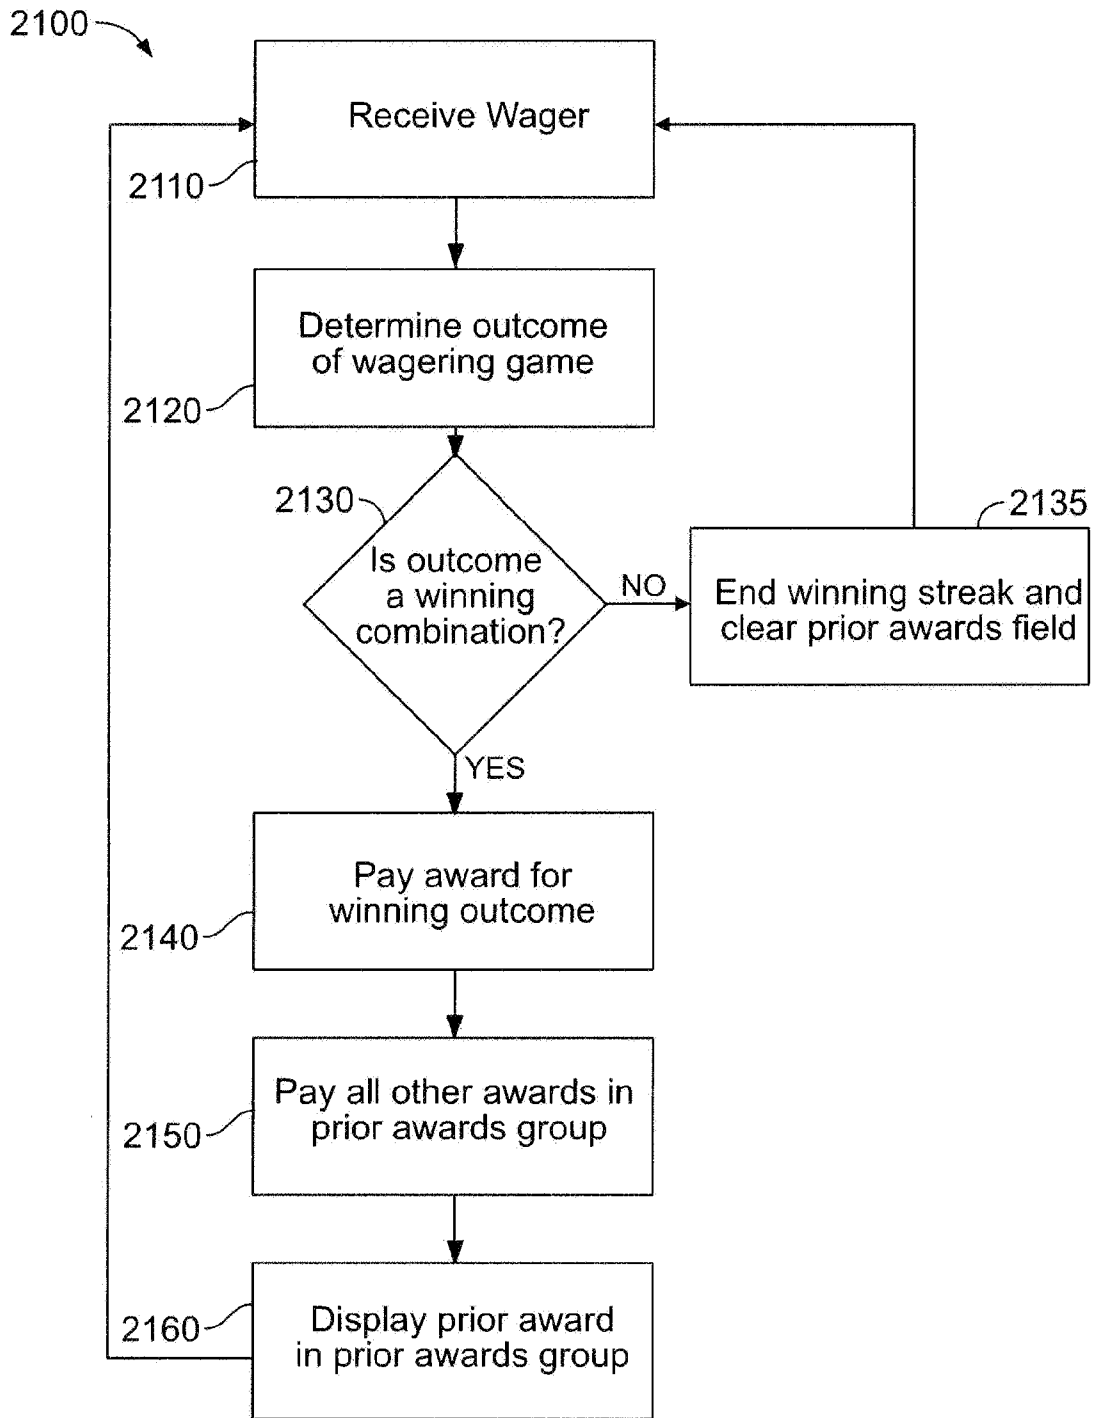 2100
Receive Wager
2110
Determine outcome
of wagering game
2120
2130
Is outcome
a winning
combination?
NO
2135
End winning streak and
clear prior awards field
YES
Pay award for
winning outcome
2140
Pay all other awards in
prior awards group
2150
Display prior award
in prior awards group
2160